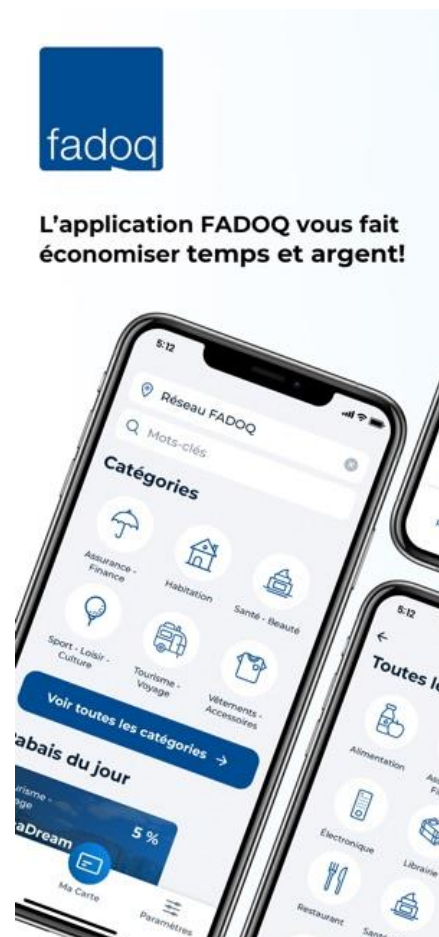 fadoq
L'application FADOQ vous fait
économiser temps et argent!
5:12
Réseau FADOQ
Mots-clés
Catégories
Assurance -
Finance
Habitation
Santé - Beauté
Sport - Loisir -
Culture
Tourisme -
Voyage
Vêtements -
Accessoires
Voir toutes les catégories →
abais du jour
5 %
Ma Carte
Paramètres
5:12
Toutes l
Alimentation
Électronique
Librairie
Restaurant